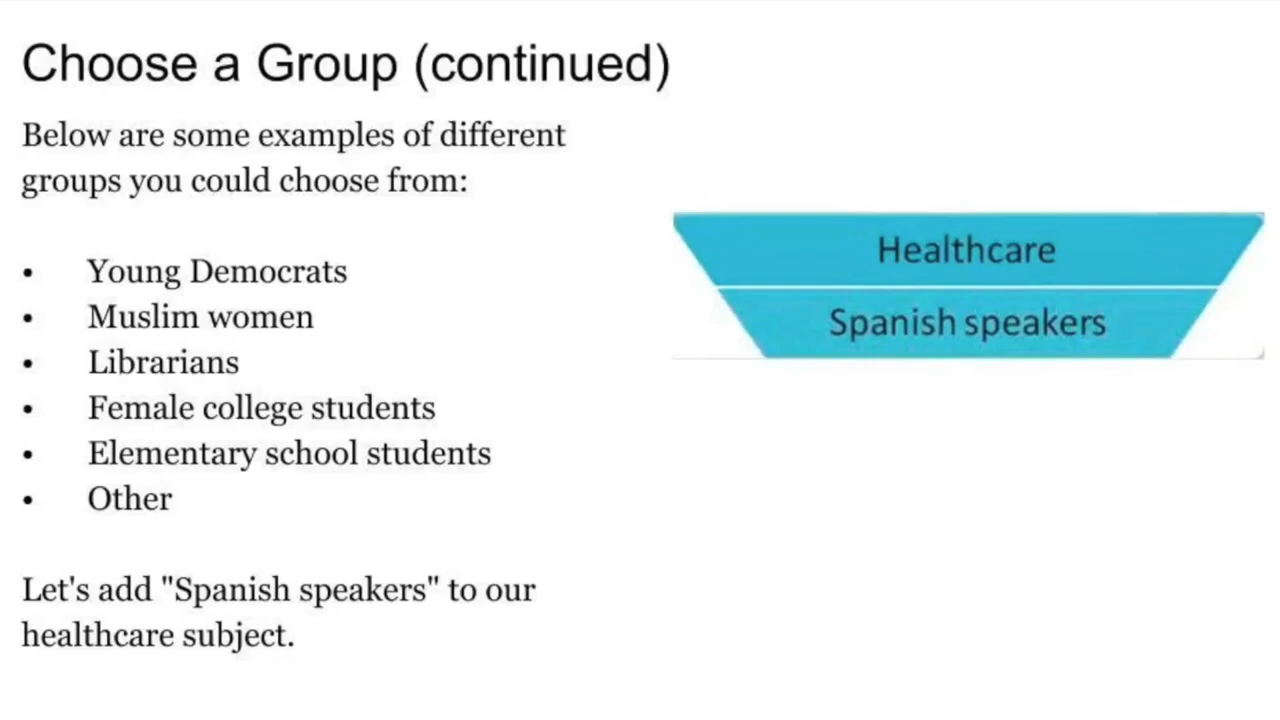 Choose a Group (continued)
Below are some examples of different
groups you could choose from:
• Young Democrats
• Muslim women
• Librarians
• Female college students
• Elementary school students
• Other
Let's add "Spanish speakers" to our
healthcare subject.
Healthcare
Spanish speakers